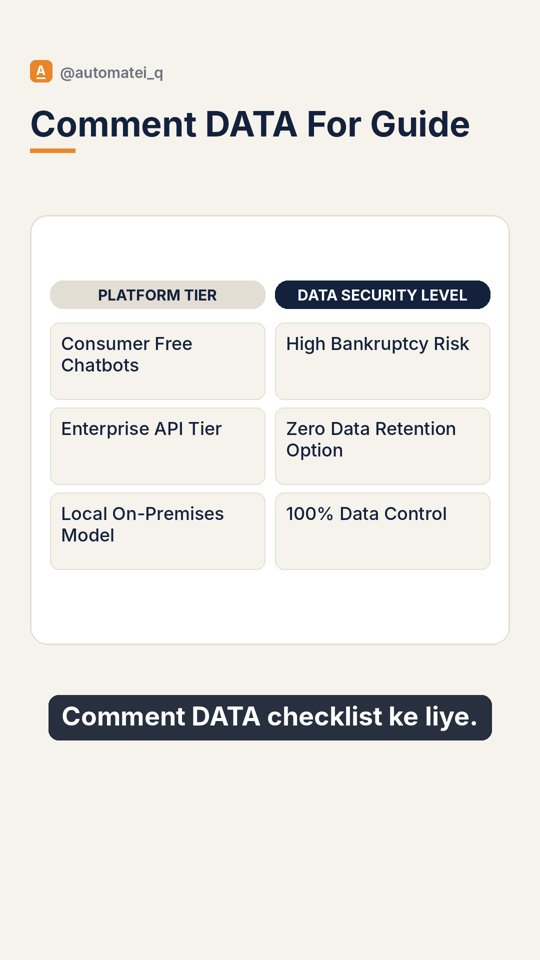 A
@automatei_q
Comment DATA For Guide
PLATFORM TIER
DATA SECURITY LEVEL
Consumer Free
Chatbots
High Bankruptcy Risk
Enterprise API Tier
Zero Data Retention
Option
Local On-Premises
Model
100% Data Control
Comment DATA checklist ke liye.